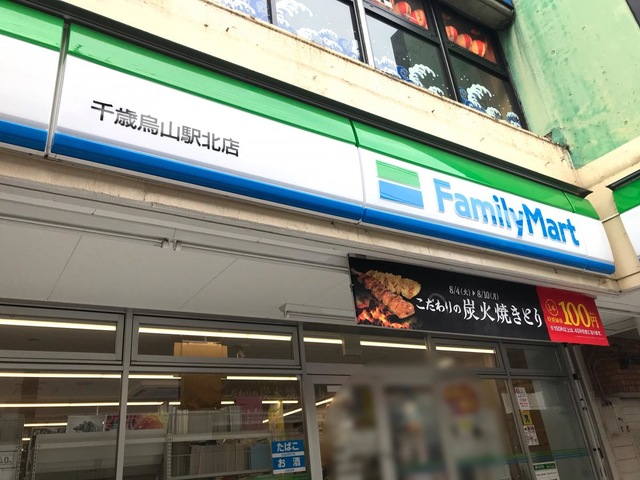 千歳烏山駅北店
FamilyMart
8/4(火)▶8/10(月)
こだわりの炭火焼きとり
100円
たばこ
お酒